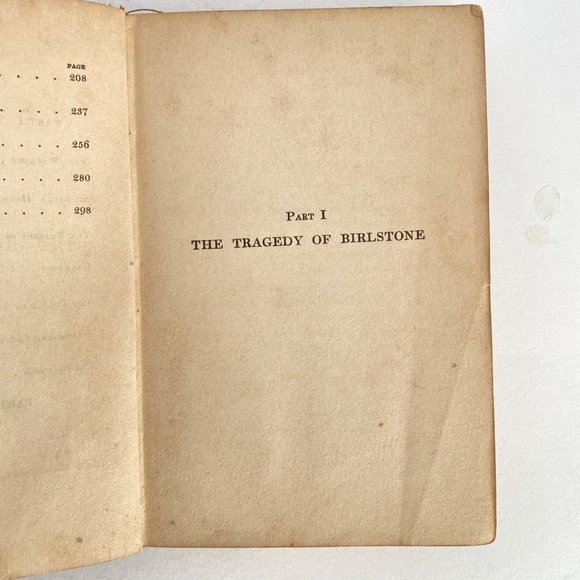 PAGE
. . . . 208
. . . . . 237
. . . . . 256
. . . . . 280
. . . . . 298
Part I
THE TRAGEDY OF BIRLSTONE